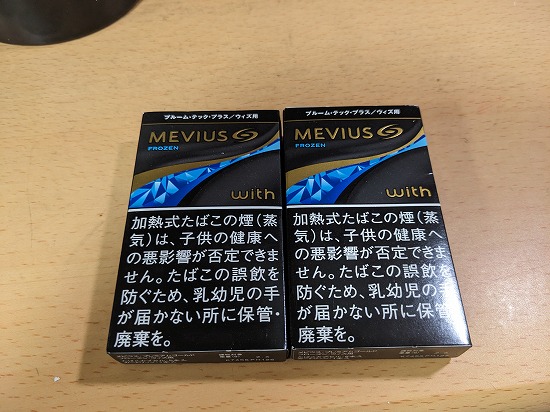 プルーム・テック・プラス/ウィズ用
MEVIUS
FROZEN
with
加熱式たばこの煙(蒸
気)は、子供の健康へ
の悪影響が否定できま
せん。たばこの誤飲を
防ぐため、乳幼児の手
が届かない所に保管・
廃棄を。
プルーム・テック・プラス/ウィズ用
MEVIUS
FROZEN
with
加熱式たばこの煙(蒸
気)は、子供の健康へ
の悪影響が否定できま
せん。たばこの誤飲を
防ぐため、乳幼児の手
が届かない所に保管・
廃棄を。